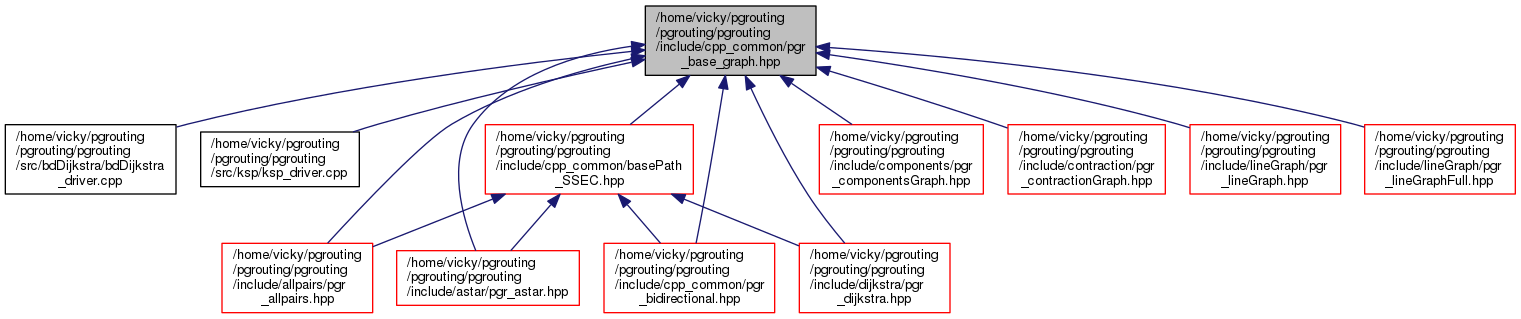 /home/vicky/pgrouting
/pgrouting/pgrouting
/include/cpp_common/pgr
_base_graph.hpp
/home/vicky/pgrouting
/pgrouting/pgrouting
/src/bdDijkstra/bdDijkstra
_driver.cpp
/home/vicky/pgrouting
/pgrouting/pgrouting
/src/ksp/ksp_driver.cpp
/home/vicky/pgrouting
/pgrouting/pgrouting
/include/cpp_common/basePath
_SSEC.hpp
/home/vicky/pgrouting
/pgrouting/pgrouting
/include/components/pgr
_componentsGraph.hpp
/home/vicky/pgrouting
/pgrouting/pgrouting
/include/contraction/pgr
_contractionGraph.hpp
/home/vicky/pgrouting
/pgrouting/pgrouting
/include/lineGraph/pgr
_lineGraph.hpp
/home/vicky/pgrouting
/pgrouting/pgrouting
/include/lineGraph/pgr
_lineGraphFull.hpp
/home/vicky/pgrouting
/pgrouting/pgrouting
/include/allpairs/pgr
_allpairs.hpp
/home/vicky/pgrouting
/pgrouting/pgrouting
/include/astar/pgr_astar.hpp
/home/vicky/pgrouting
/pgrouting/pgrouting
/include/cpp_common/pgr
_bidirectional.hpp
/home/vicky/pgrouting
/pgrouting/pgrouting
/include/dijkstra/pgr
_dijkstra.hpp